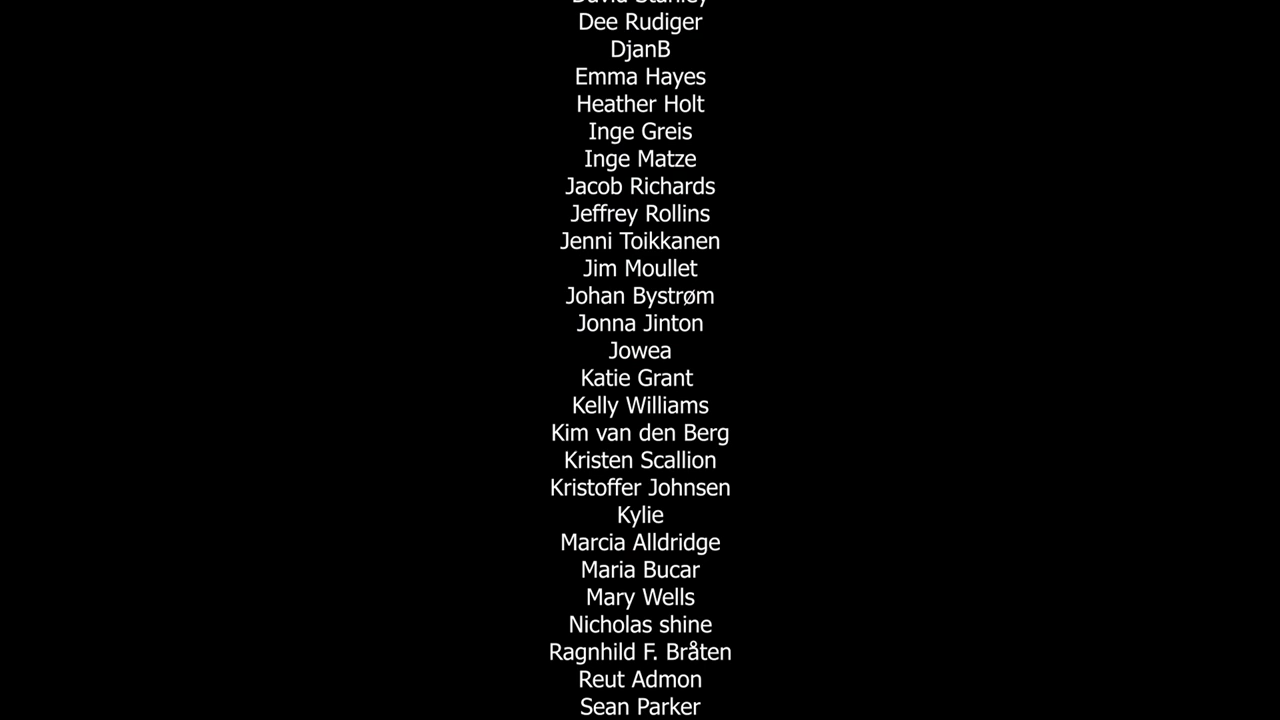 David Stanley
Dee Rudiger
DjanB
Emma Hayes
Heather Holt
Inge Greis
Inge Matze
Jacob Richards
Jeffrey Rollins
Jenni Toikkanen
Jim Moullet
Johan Bystrøm
Jonna Jinton
Jowea
Katie Grant
Kelly Williams
Kim van den Berg
Kristen Scallion
Kristoffer Johnsen
Kylie
Marcia Alldridge
Maria Bucar
Mary Wells
Nicholas shine
Ragnhild F. Bråten
Reut Admon
Sean Parker